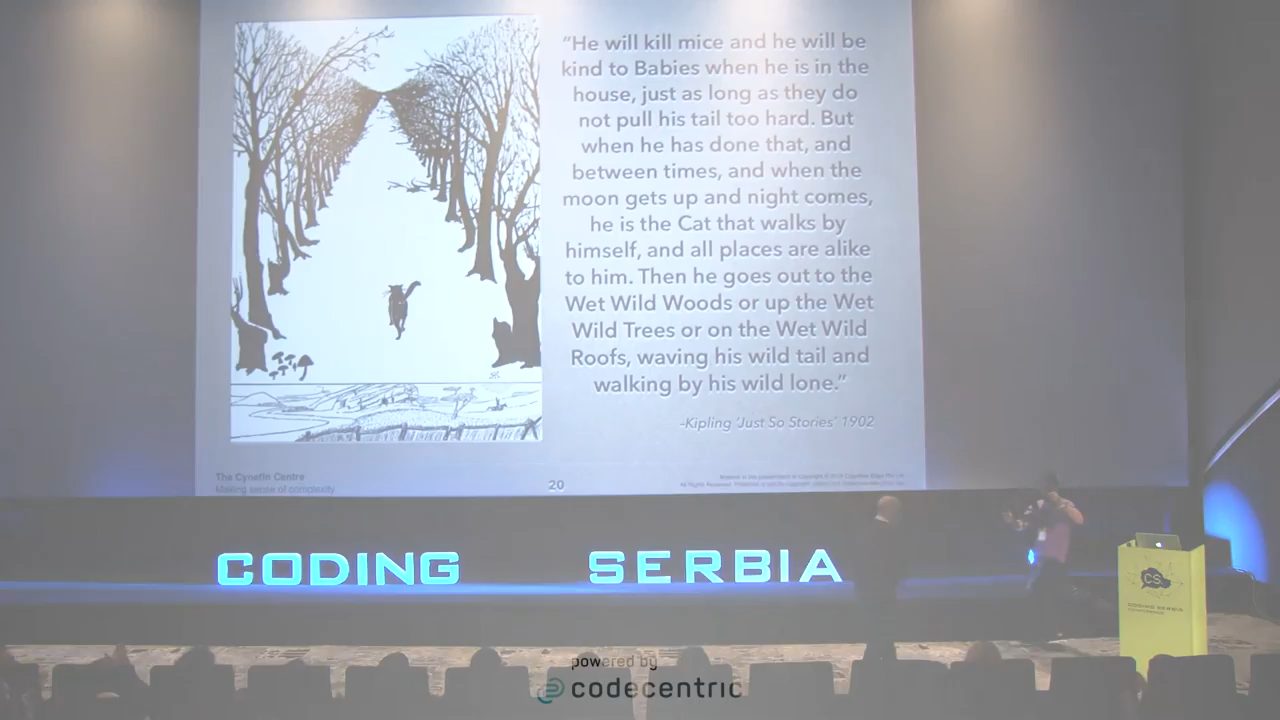 “He will kill mice and he will be
kind to Babies when he is in the
house, just as long as they do
not pull his tail too hard. But
when he has done that, and
between times, and when the
moon gets up and night comes,
he is the Cat that walks by
himself, and all places are alike
to him. Then he goes out to the
Wet Wild Woods or up the Wet
Wild Trees or on the Wet Wild
Roofs, waving his wild tail and
walking by his wild lone.”
-Kipling ‘Just So Stories’ 1902
The Cynefin Centre
Making sense of complexity
20
CODING SERBIA
CS
CODING SERBIA
CONFERENCE
powered by
codecentric